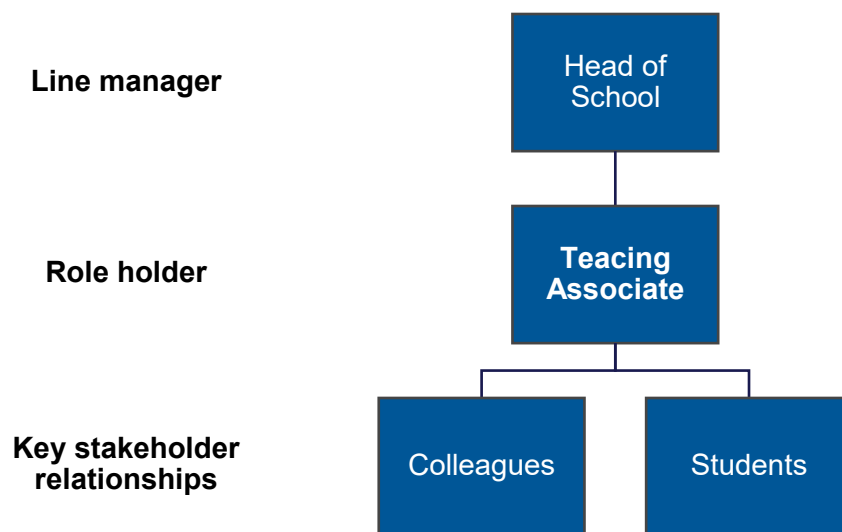 Line manager
Head of
School
Role holder
Teacing
Associate
Key stakeholder
relationships
Colleagues
Students